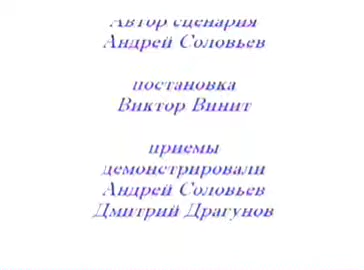 Автор сценария
Андрей Соловьев
постановка
Виктор Винит
приемы
демонстрировали
Андрей Соловьев
Дмитрий Драгунов